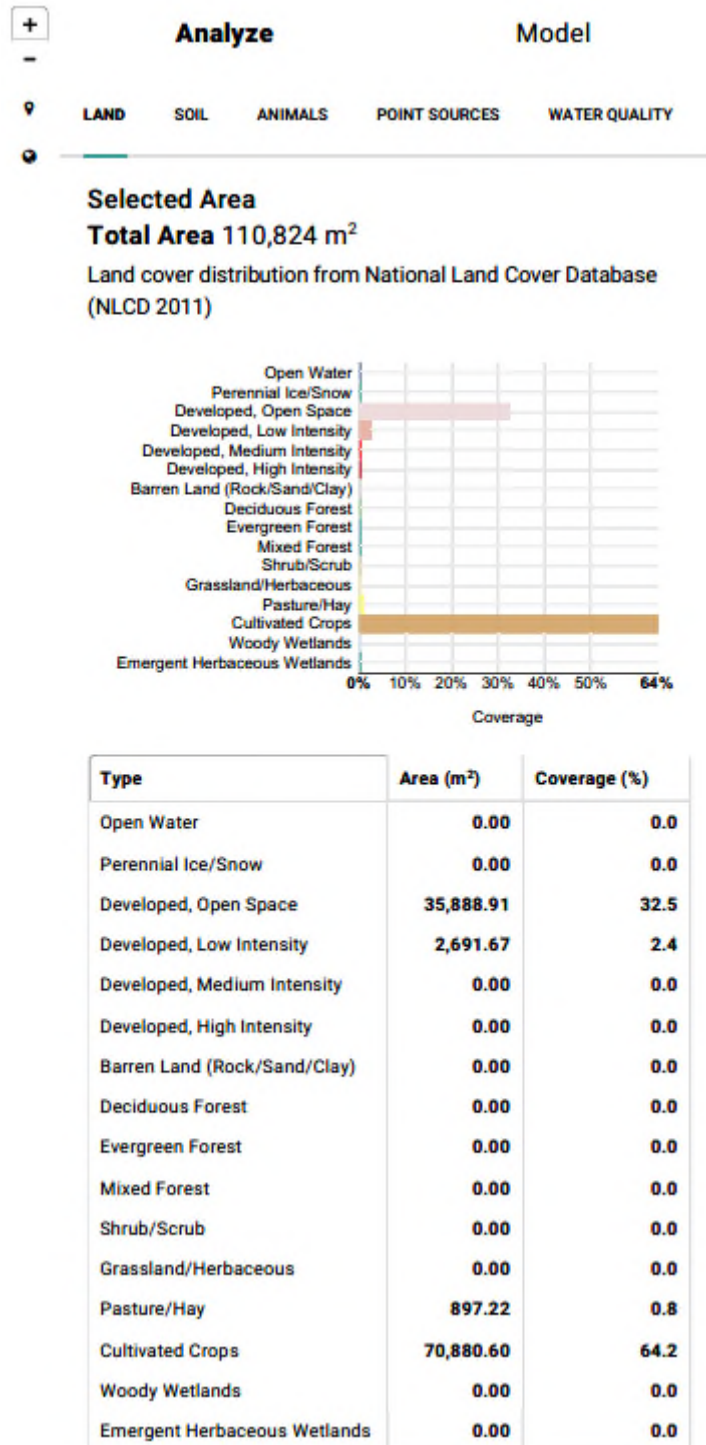 +
Analyze Model
-
LAND SOIL ANIMALS POINT SOURCES WATER QUALITY
Selected Area
Total Area 110,824 m²
Land cover distribution from National Land Cover Database
(NLCD 2011)
Open Water
Perennial Ice/Snow
Developed, Open Space
Developed, Low Intensity
Developed, Medium Intensity
Developed, High Intensity
Barren Land (Rock/Sand/Clay)
Deciduous Forest
Evergreen Forest
Mixed Forest
Shrub/Scrub
Grassland/Herbaceous
Pasture/Hay
Cultivated Crops
Woody Wetlands
Emergent Herbaceous Wetlands
0% 10% 20% 30% 40% 50% 64%
Coverage
Type Area (m²) Coverage (%)
Open Water 0.00 0.0
Perennial Ice/Snow 0.00 0.0
Developed, Open Space 35,888.91 32.5
Developed, Low Intensity 2,691.67 2.4
Developed, Medium Intensity 0.00 0.0
Developed, High Intensity 0.00 0.0
Barren Land (Rock/Sand/Clay) 0.00 0.0
Deciduous Forest 0.00 0.0
Evergreen Forest 0.00 0.0
Mixed Forest 0.00 0.0
Shrub/Scrub 0.00 0.0
Grassland/Herbaceous 0.00 0.0
Pasture/Hay 897.22 0.8
Cultivated Crops 70,880.60 64.2
Woody Wetlands 0.00 0.0
Emergent Herbaceous Wetlands 0.00 0.0